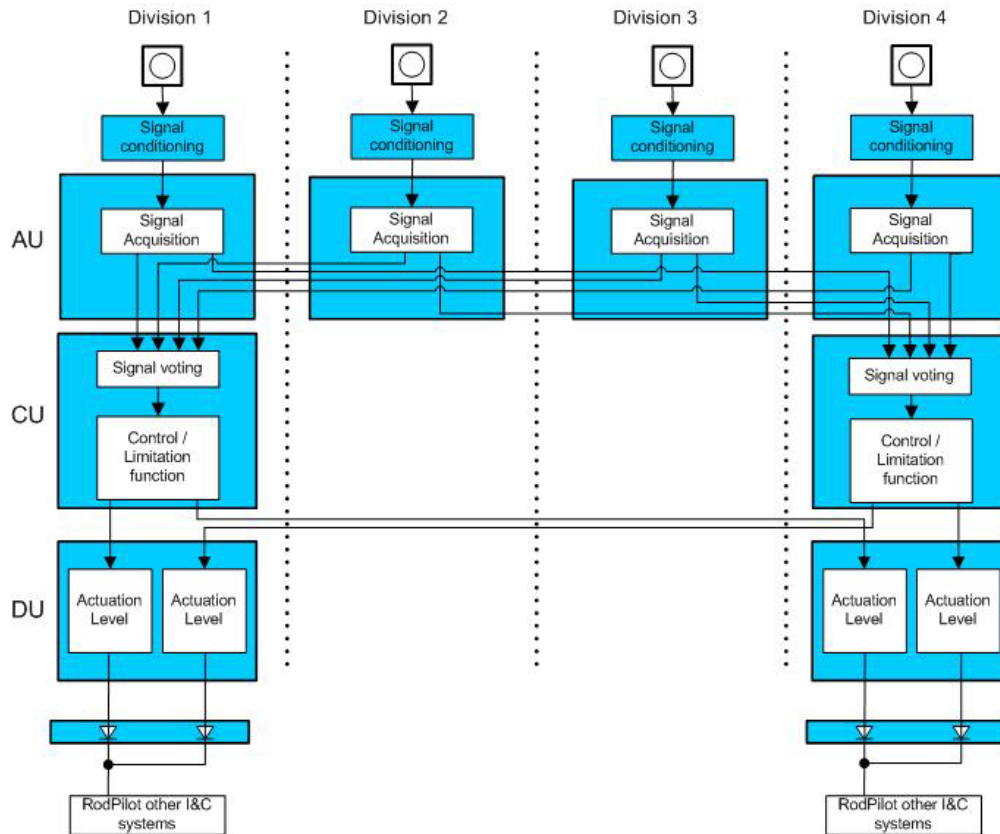 Division 1
Division 2
Division 3
Division 4
Signal
conditioning
Signal
conditioning
Signal
conditioning
Signal
conditioning
AU
Signal
Acquisition
Signal
Acquisition
Signal
Acquisition
Signal
Acquisition
Signal voting
Signal voting
CU
Control /
Limitation
function
Control /
Limitation
function
DU
Actuation
Level
Actuation
Level
Actuation
Level
Actuation
Level
RodPilot other I&C
systems
RodPilot other I&C
systems